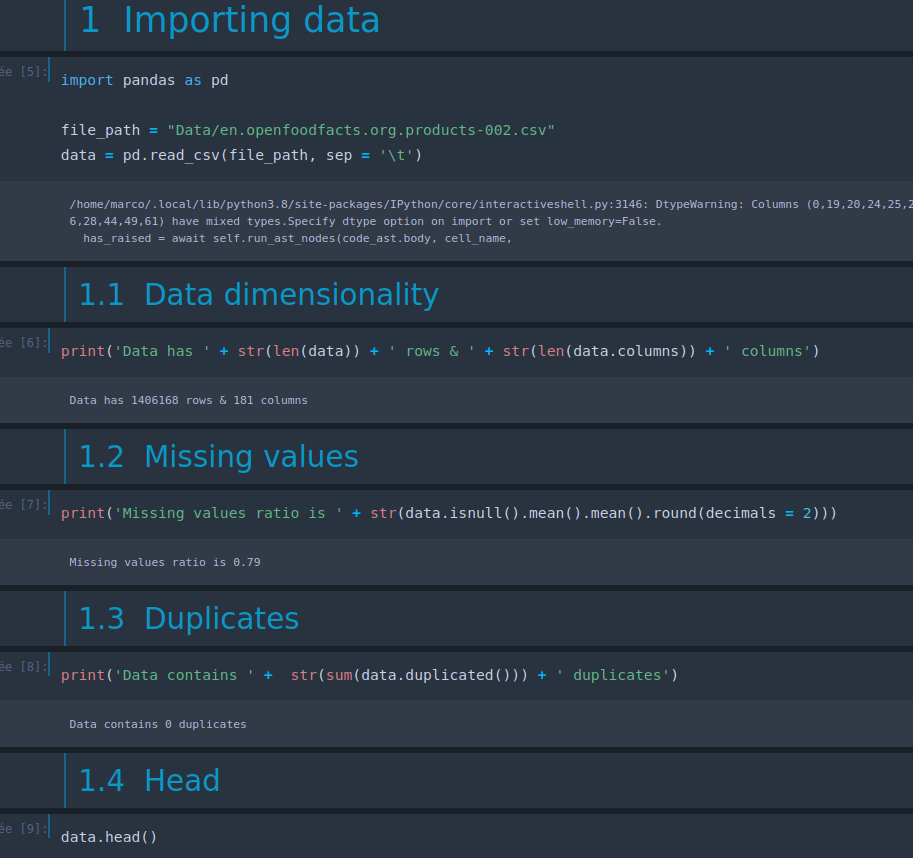 1 Importing data
ée [5]:
import pandas as pd
file_path = "Data/en.openfoodfacts.org.products-002.csv"
data = pd.read_csv(file_path, sep = '\t')
/home/marco/.local/lib/python3.8/site-packages/IPython/core/interactiveshell.py:3146: DtypeWarning: Columns (0,19,20,24,25,2
6,28,44,49,61) have mixed types.Specify dtype option on import or set low_memory=False.
has_raised = await self.run_ast_nodes(code_ast.body, cell_name,
1.1 Data dimensionality
ée [6]:
print('Data has ' + str(len(data)) + ' rows & ' + str(len(data.columns)) + ' columns')
Data has 1406168 rows & 181 columns
1.2 Missing values
ée [7]:
print('Missing values ratio is ' + str(data.isnull().mean().mean().round(decimals = 2)))
Missing values ratio is 0.79
1.3 Duplicates
ée [8]:
print('Data contains ' +  str(sum(data.duplicated())) + ' duplicates')
Data contains 0 duplicates
1.4 Head
ée [9]:
data.head()